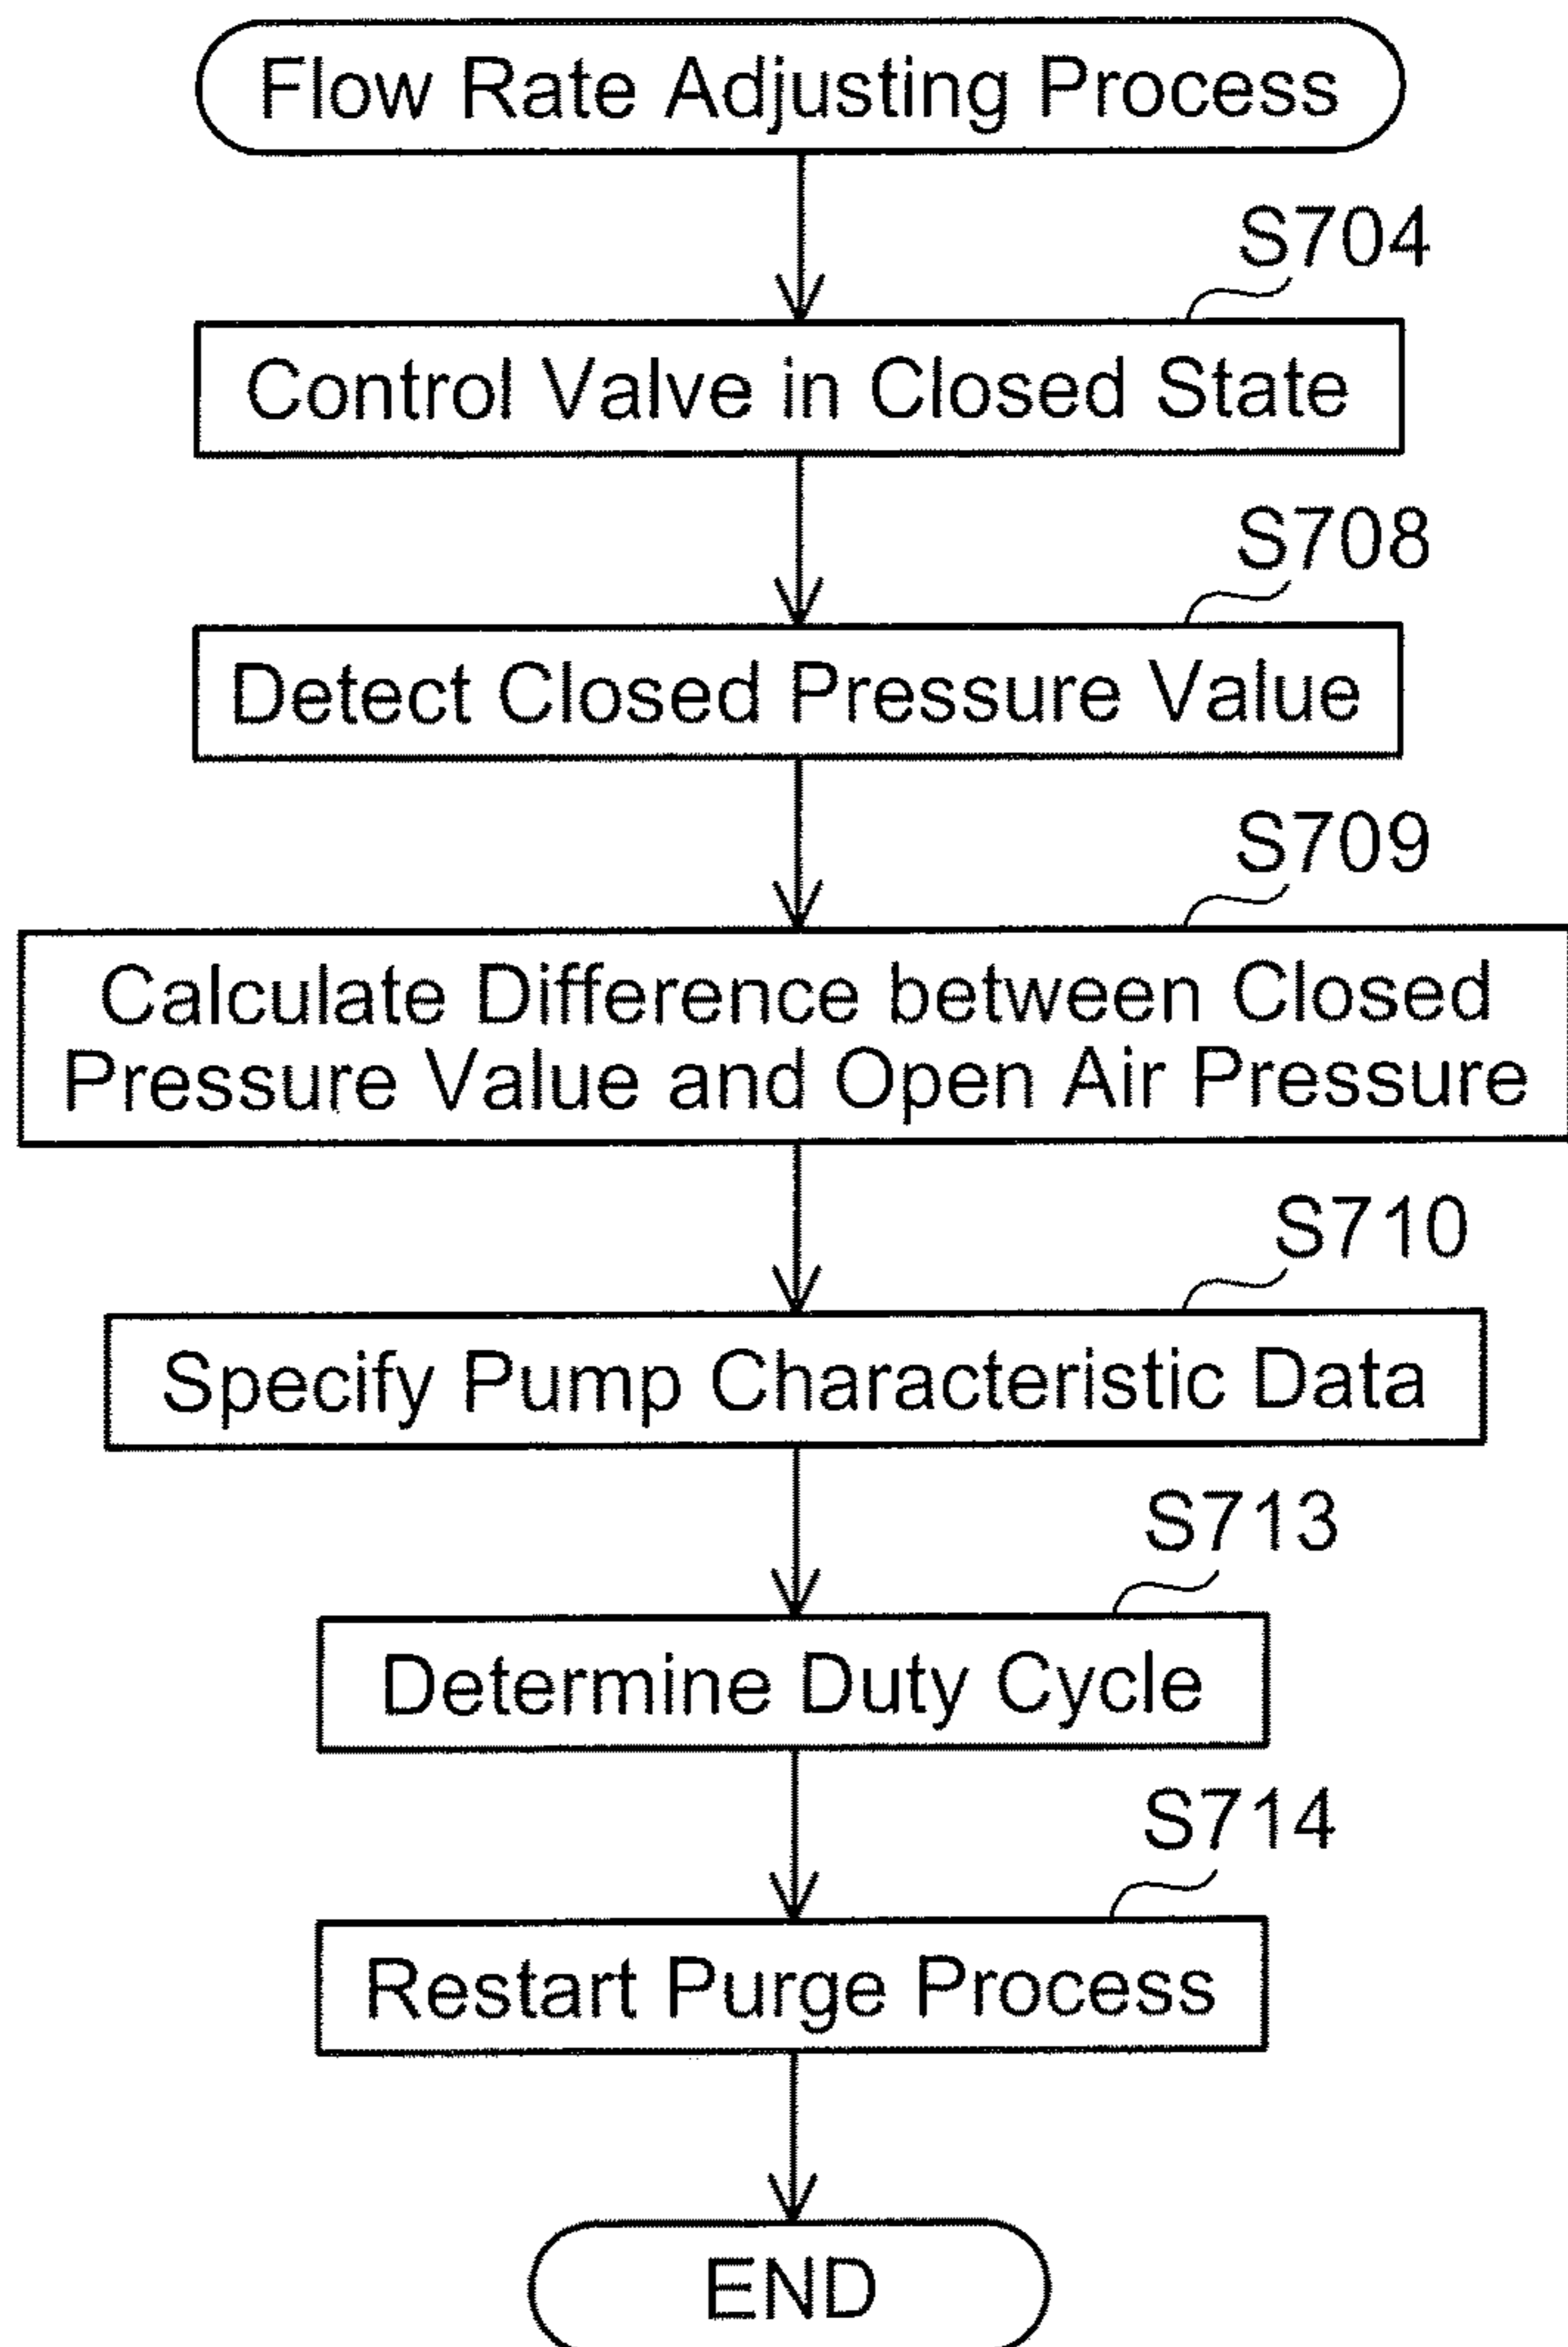 Flow Rate Adjusting Process
S704
Control Valve in Closed State
S708
Detect Closed Pressure Value
S709
Calculate Difference between Closed
Pressure Value and Open Air Pressure
S710
Specify Pump Characteristic Data
S713
Determine Duty Cycle
S714
Restart Purge Process
END